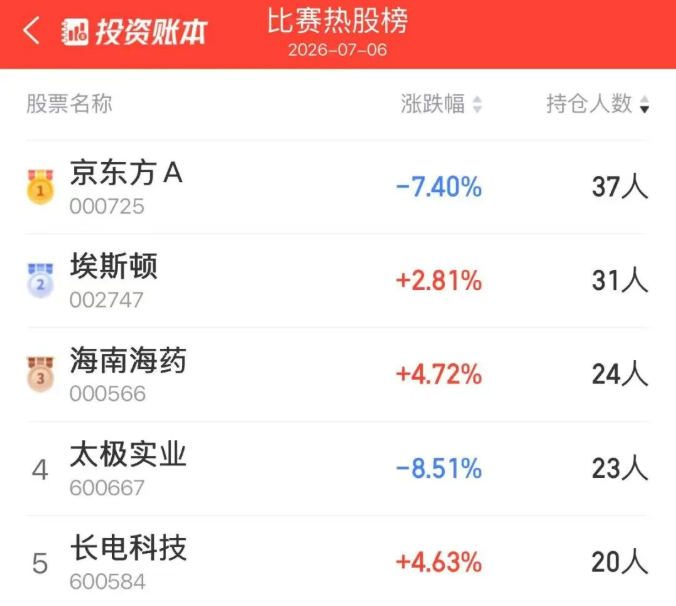 投资账本
比赛热股榜
2026-07-06
股票名称 涨跌幅 持仓人数
1 京东方A -7.40% 37人
000725
2 埃斯顿 +2.81% 31人
002747
3 海南海药 +4.72% 24人
000566
4 太极实业 -8.51% 23人
600667
5 长电科技 +4.63% 20人
600584